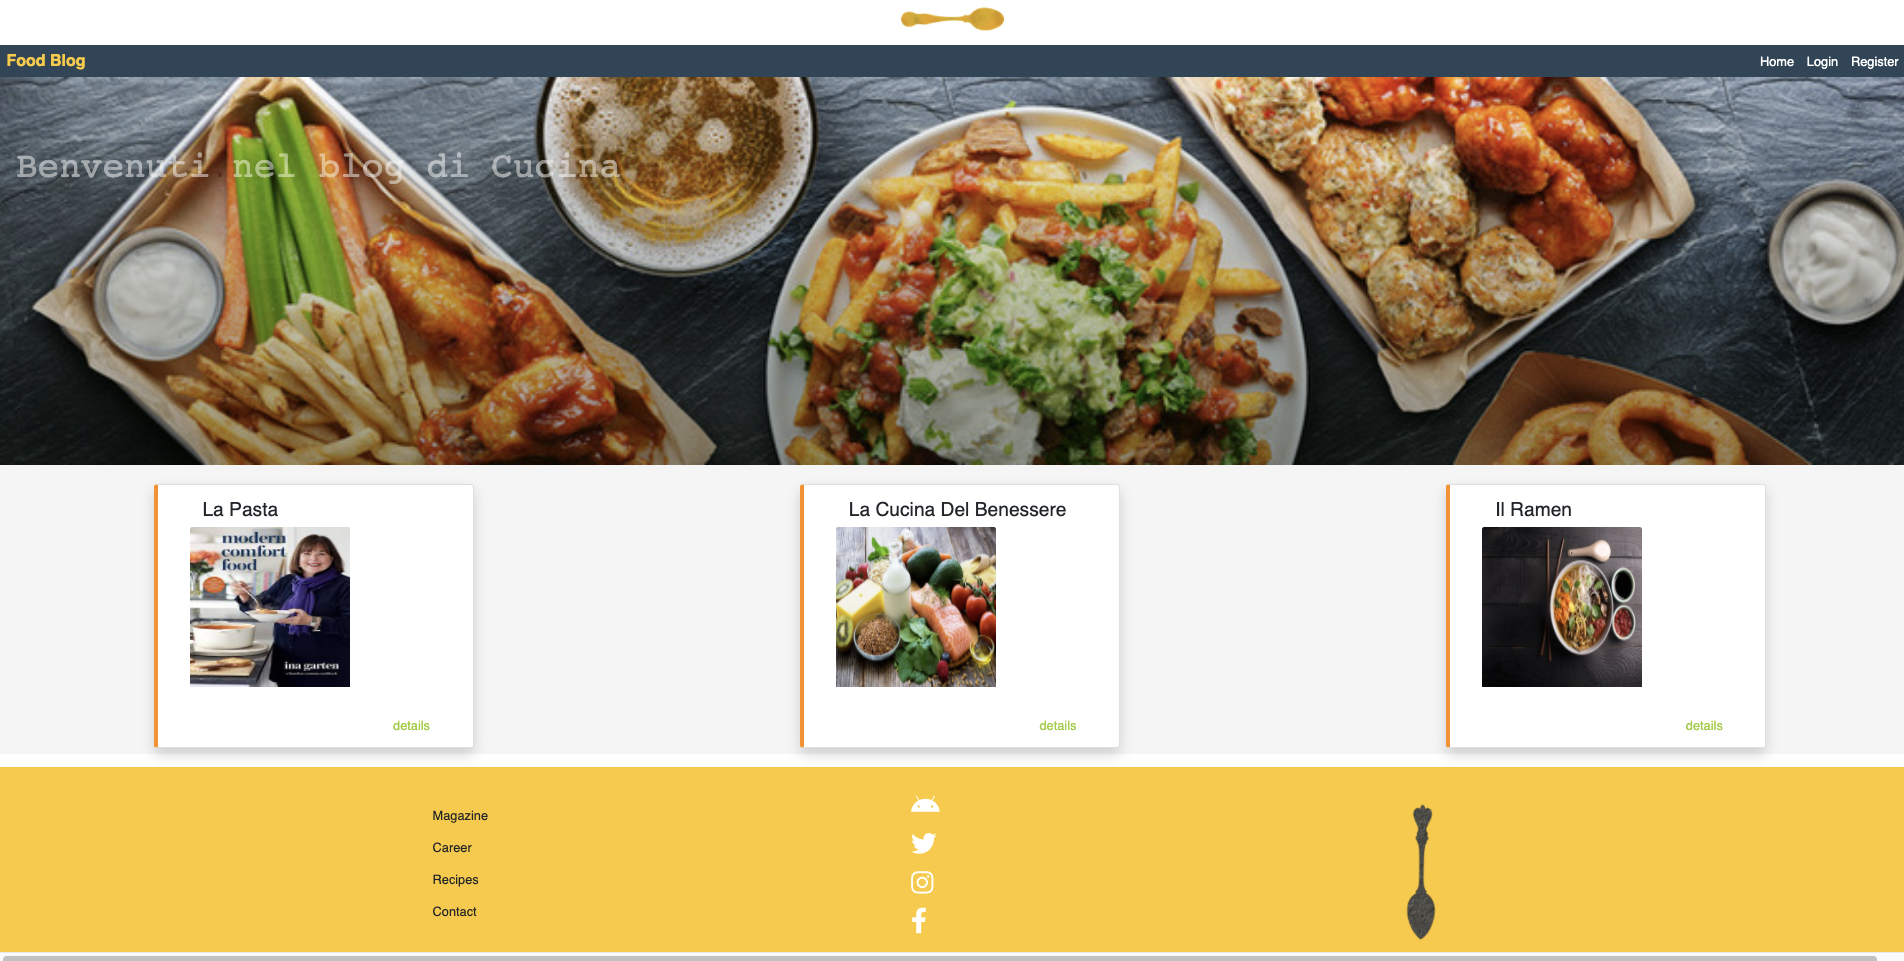 Food Blog
Home Login Register
Benvenuti nel blog di Cucina
La Pasta
modern
comfort
food
ina garten
details
La Cucina Del Benessere
details
Il Ramen
details
Magazine
Career
Recipes
Contact